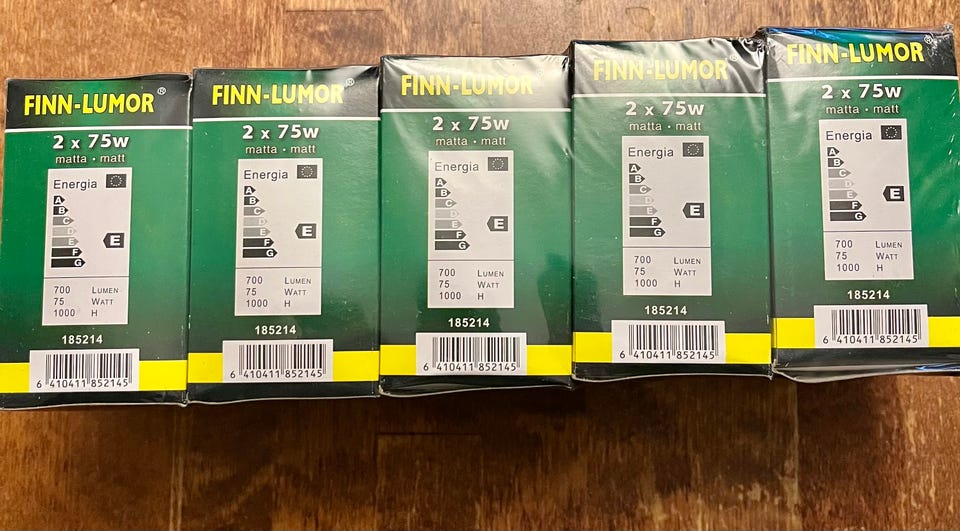 FINN-LUMOR®
2 x 75W
matta • matt
Energia
A
B
C
D
E
F
G
E
700 LUMEN
75 WATT
1000 H
185214
6 410411 852145
FINN-LUMOR®
2 x 75W
matta • matt
Energia
A
B
C
D
E
F
G
E
700 LUMEN
75 WATT
1000 H
185214
6 410411 852145
FINN-LUMOR®
2 x 75W
matta • matt
Energia
A
B
C
D
E
F
G
E
700 LUMEN
75 WATT
1000 H
185214
6 410411 852145
FINN-LUMOR®
2 x 75W
matta • matt
Energia
A
B
C
D
E
F
G
E
700 LUMEN
75 WATT
1000 H
185214
6 410411 852145
FINN-LUMOR®
2 x 75W
matta • matt
Energia
A
B
C
D
E
F
G
E
700 LUMEN
75 WATT
1000 H
185214
6 410411 852145